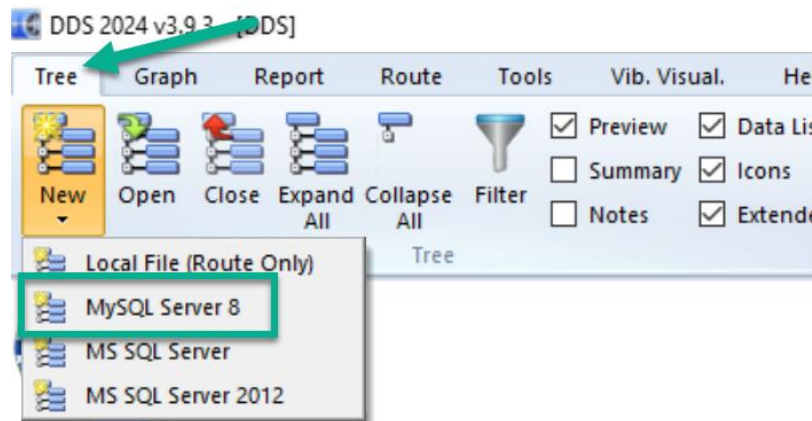 DDS 2024 v3.9.3 [DDS]
Tree Graph Report Route Tools Vib. Visual.
New Open Close Expand All Collapse All Filter
Preview
Summary Icons
Notes
Tree
Local File (Route Only)
MySQL Server 8
MS SQL Server
MS SQL Server 2012